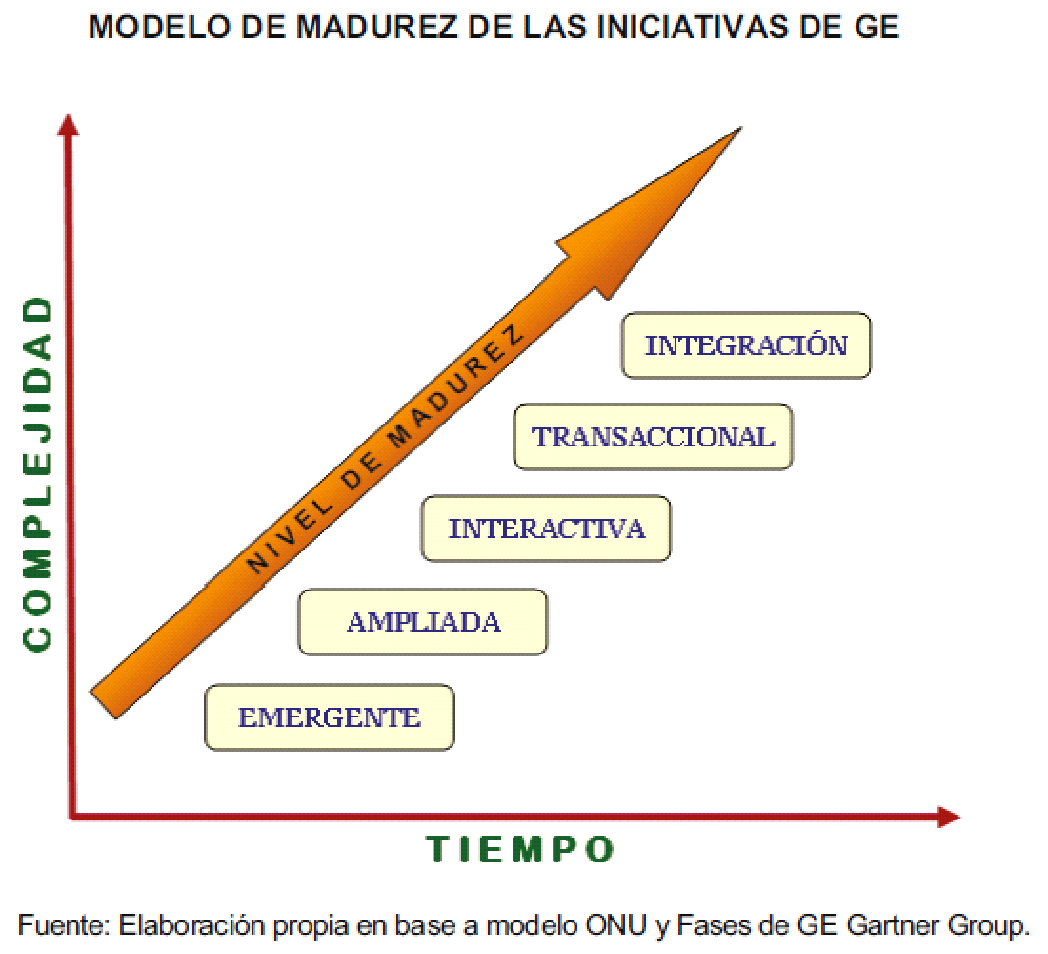 MODELO DE MADUREZ DE LAS INICIATIVAS DE GE
COMPLEJIDAD
NIVEL DE MADUREZ
INTEGRACIÓN
TRANSACCIONAL
INTERACTIVA
AMPLIADA
EMERGENTE
TIEMPO
Fuente: Elaboración propia en base a modelo ONU y Fases de GE Gartner Group.